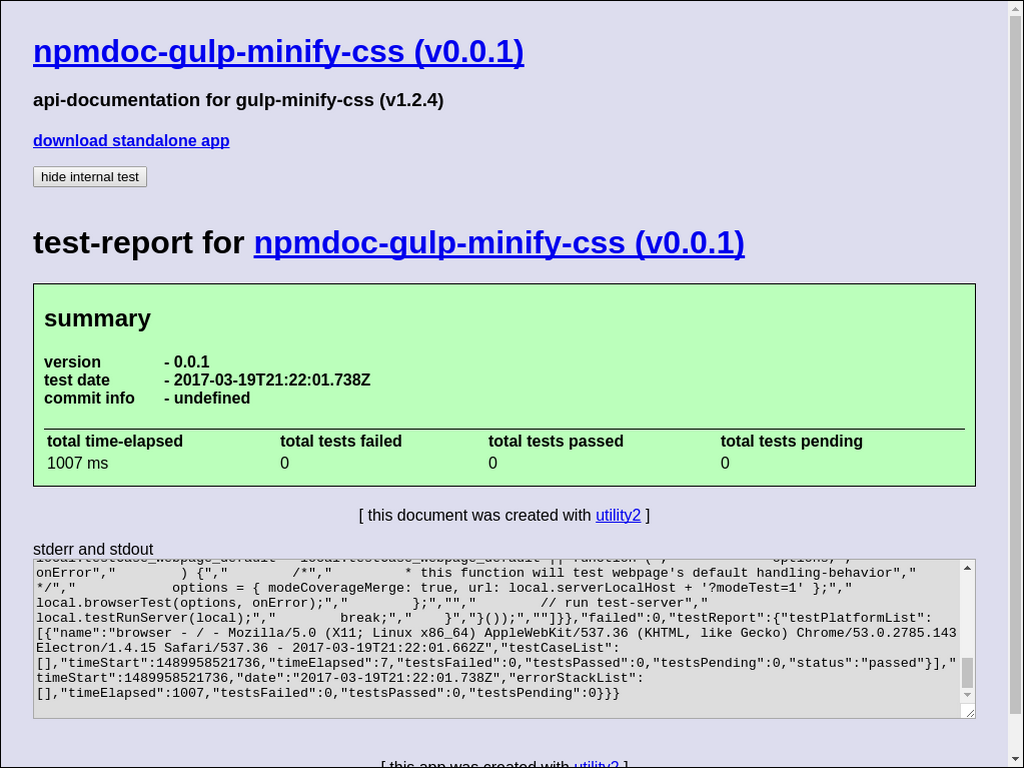 npmdoc-gulp-minify-css (v0.0.1)
api-documentation for gulp-minify-css (v1.2.4)
download standalone app
hide internal test
test-report for npmdoc-gulp-minify-css (v0.0.1)
summary
version - 0.0.1
test date - 2017-03-19T21:22:01.738Z
commit info - undefined
total time-elapsed total tests failed total tests passed total tests pending
1007 ms 0 0 0
[ this document was created with utility2 ]
stderr and stdout
local.testCase_webpage_default = local.testCase_webpage_default || function (","            options,","
onError","        ) {","        /*","         * this function will test webpage's default handling-behavior","
*/","            options = { modeCoverageMerge: true, url: local.serverLocalHost + '?modeTest=1' };","
local.browserTest(options, onError);","        };","","        // run test-server","
local.testRunServer(local);","        break;","    }","}());",""]}},"failed":0,"testReport":{"testPlatformList":
[{"name":"browser - / - Mozilla/5.0 (X11; Linux x86_64) AppleWebKit/537.36 (KHTML, like Gecko) Chrome/53.0.2785.143
Electron/1.4.15 Safari/537.36 - 2017-03-19T21:22:01.662Z","testCaseList":
[],"timeStart":1489958521736,"timeElapsed":7,"testsFailed":0,"testsPassed":0,"testsPending":0,"status":"passed"}],"
timeStart":1489958521736,"date":"2017-03-19T21:22:01.738Z","errorStackList":
[],"timeElapsed":1007,"testsFailed":0,"testsPassed":0,"testsPending":0}}}
[ this app was created with utility2 ]